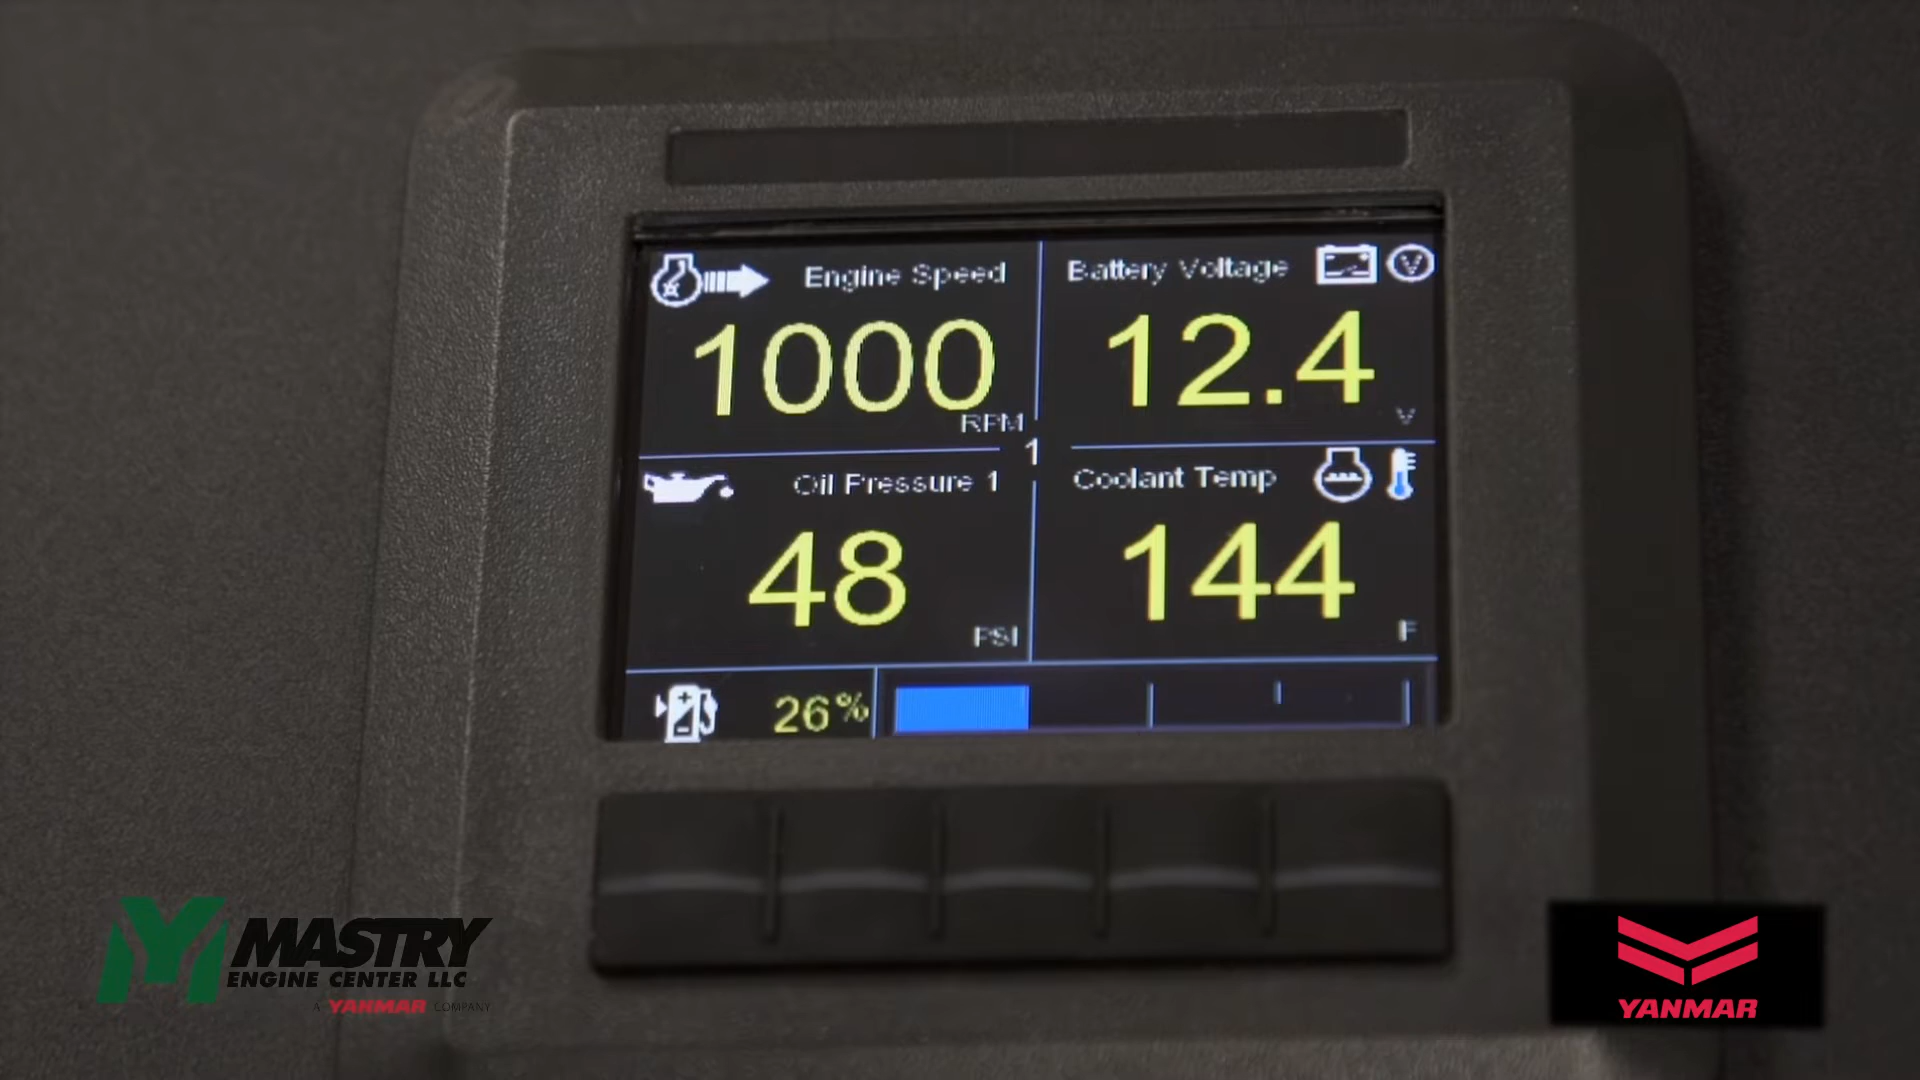 Engine Speed
1000
RPM
Battery Voltage
V
12.4
V
1
Oil Pressure 1
48
PSI
Coolant Temp
144
F
26%
MASTRY
ENGINE CENTER LLC
A YANMAR COMPANY
YANMAR